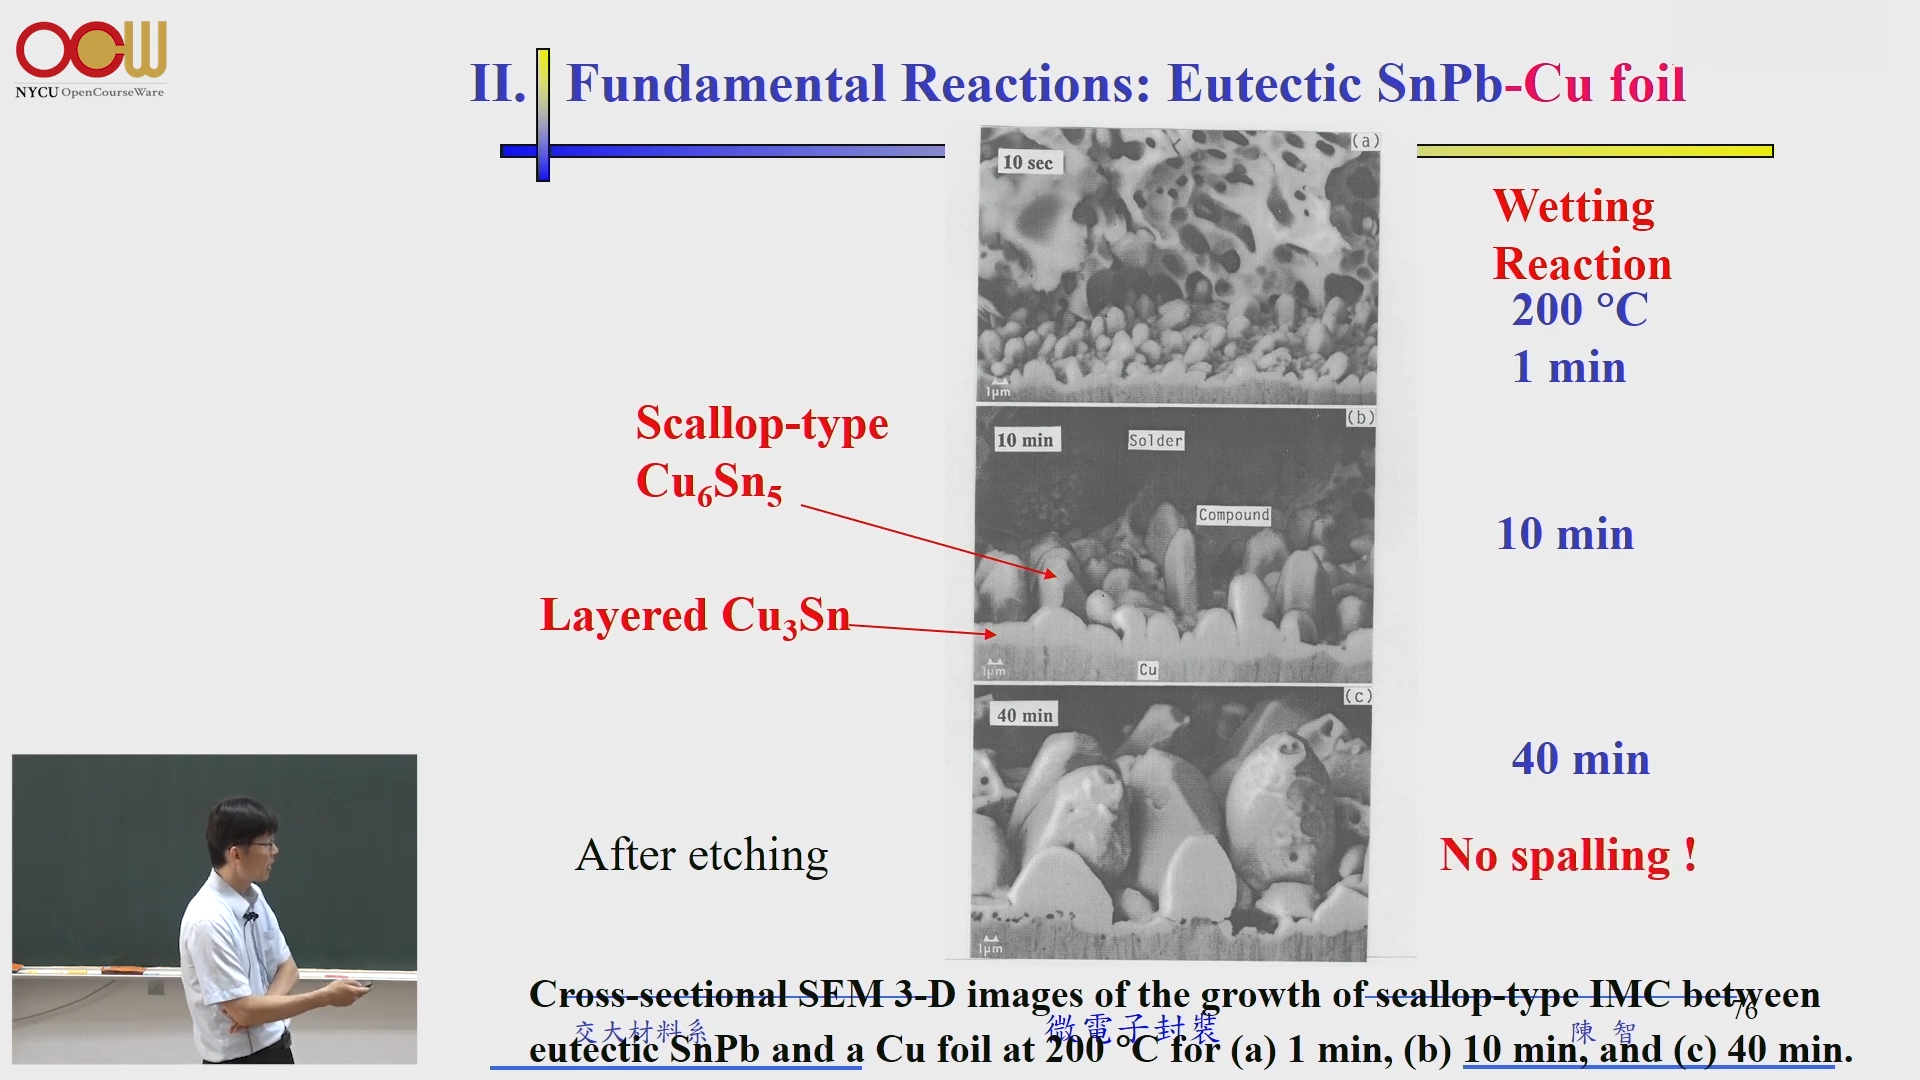 OCW
NYCU OpenCourseWare
II. Fundamental Reactions: Eutectic SnPb-Cu foil
(a)
10 sec
1μm
Wetting
Reaction
200 °C
1 min
Scallop-type
Cu₆Sn₅
(b)
10 min
Solder
Compound
Cu
1μm
10 min
Layered Cu₃Sn
(c)
40 min
1μm
40 min
After etching
No spalling !
Cross-sectional SEM 3-D images of the growth of scallop-type IMC between
eutectic SnPb and a Cu foil at 200 °C for (a) 1 min, (b) 10 min, and (c) 40 min.
交大材料系
微電子封裝
陳 智
76